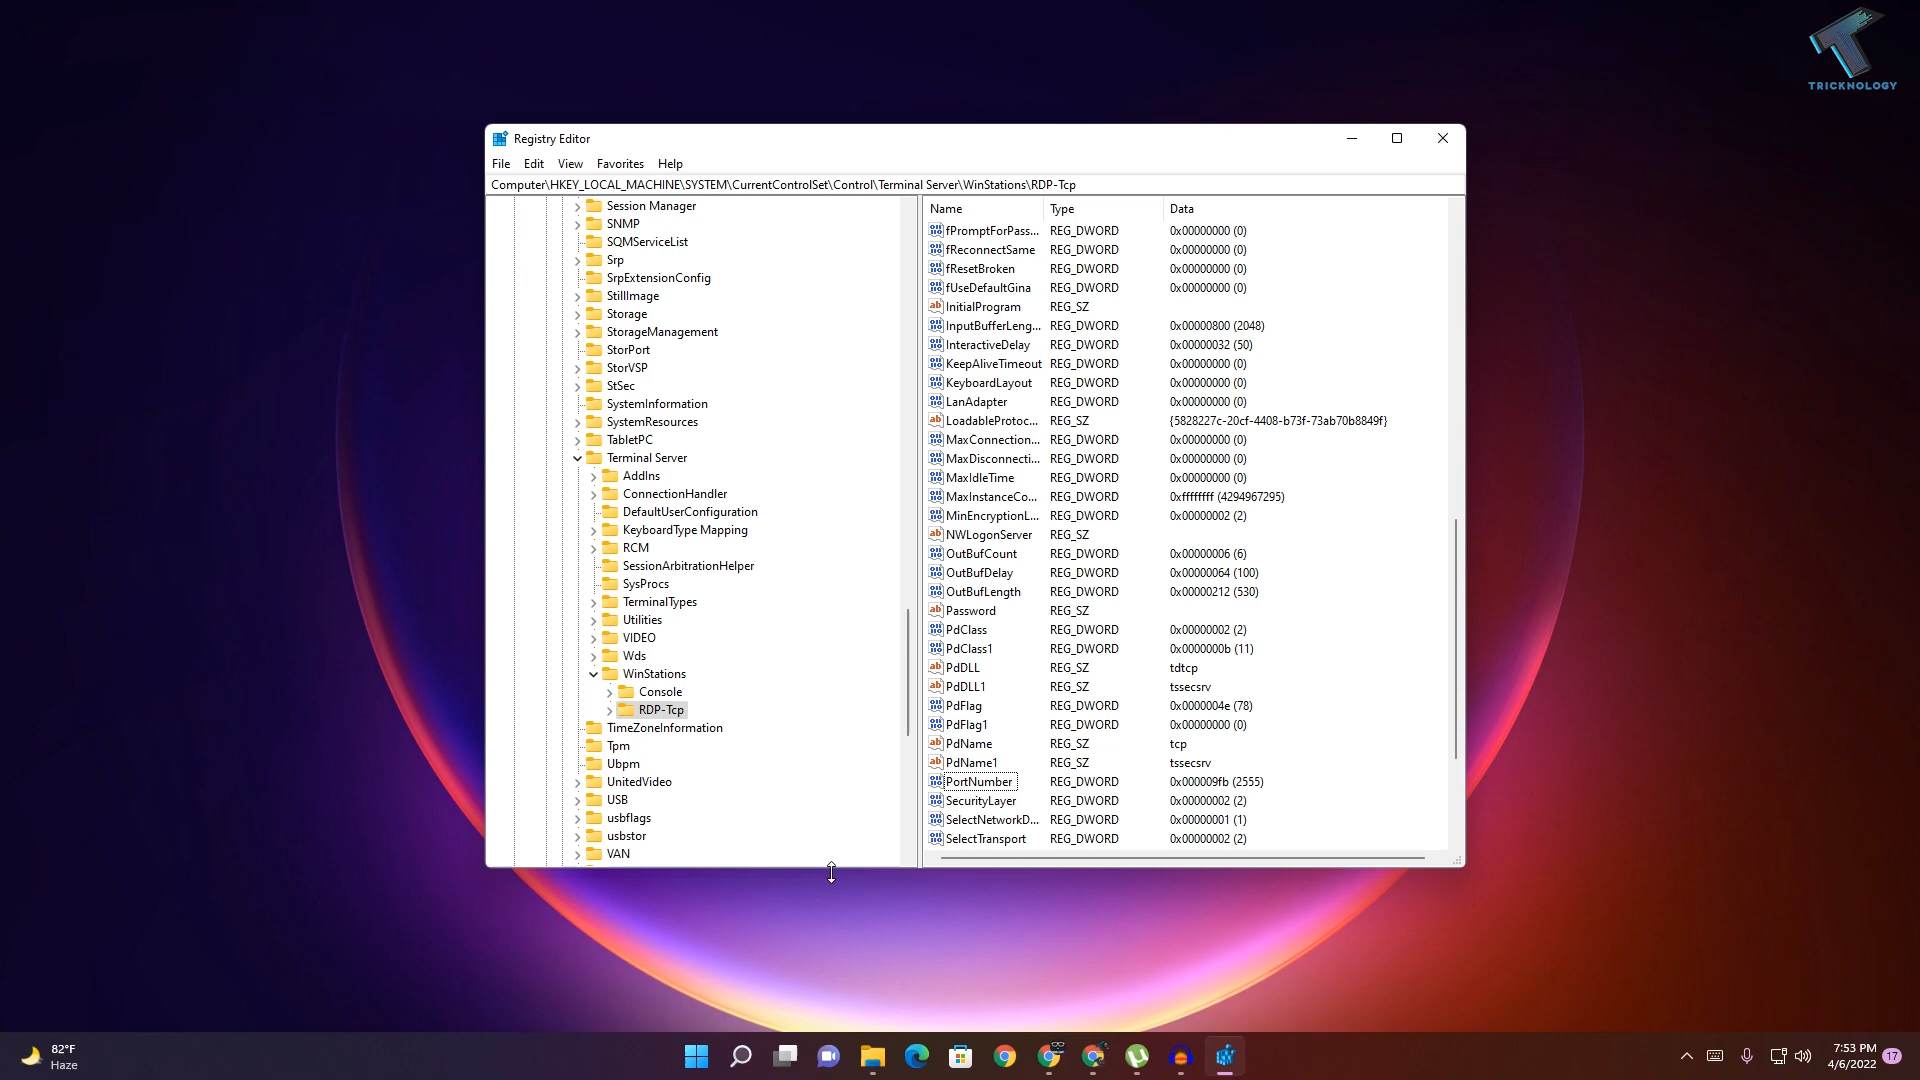 TRICKNOLOGY
Registry Editor
File Edit View Favorites Help
Computer\HKEY_LOCAL_MACHINE\SYSTEM\CurrentControlSet\Control\Terminal Server\WinStations\RDP-Tcp
Session Manager
SNMP
SQMServiceList
Srp
SrpExtensionConfig
StillImage
Storage
StorageManagement
StorPort
StorVSP
StSec
SystemInformation
SystemResources
TabletPC
Terminal Server
AddIns
ConnectionHandler
DefaultUserConfiguration
KeyboardType Mapping
RCM
SessionArbitrationHelper
SysProcs
TerminalTypes
Utilities
VIDEO
Wds
WinStations
Console
RDP-Tcp
TimeZoneInformation
Tpm
Ubpm
UnitedVideo
USB
usbflags
usbstor
VAN
Name Type Data
fPromptForPass... REG_DWORD 0x00000000 (0)
fReconnectSame REG_DWORD 0x00000000 (0)
fResetBroken REG_DWORD 0x00000000 (0)
fUseDefaultGina REG_DWORD 0x00000000 (0)
InitialProgram REG_SZ
InputBufferLeng... REG_DWORD 0x00000800 (2048)
InteractiveDelay REG_DWORD 0x00000032 (50)
KeepAliveTimeout REG_DWORD 0x00000000 (0)
KeyboardLayout REG_DWORD 0x00000000 (0)
LanAdapter REG_DWORD 0x00000000 (0)
LoadableProtoc... REG_SZ {5828227c-20cf-4408-b73f-73ab70b8849f}
MaxConnection... REG_DWORD 0x00000000 (0)
MaxDisconnecti... REG_DWORD 0x00000000 (0)
MaxIdleTime REG_DWORD 0x00000000 (0)
MaxInstanceCo... REG_DWORD 0xffffffff (4294967295)
MinEncryptionL... REG_DWORD 0x00000002 (2)
NWLogonServer REG_SZ
OutBufCount REG_DWORD 0x00000006 (6)
OutBufDelay REG_DWORD 0x00000064 (100)
OutBufLength REG_DWORD 0x00000212 (530)
Password REG_SZ
PdClass REG_DWORD 0x00000002 (2)
PdClass1 REG_DWORD 0x0000000b (11)
PdDLL REG_SZ tdtcp
PdDLL1 REG_SZ tssecsrv
PdFlag REG_DWORD 0x0000004e (78)
PdFlag1 REG_DWORD 0x00000000 (0)
PdName REG_SZ tcp
PdName1 REG_SZ tssecsrv
PortNumber REG_DWORD 0x000009fb (2555)
SecurityLayer REG_DWORD 0x00000002 (2)
SelectNetworkD... REG_DWORD 0x00000001 (1)
SelectTransport REG_DWORD 0x00000002 (2)
82°F
Haze
7:53 PM
4/6/2022
17